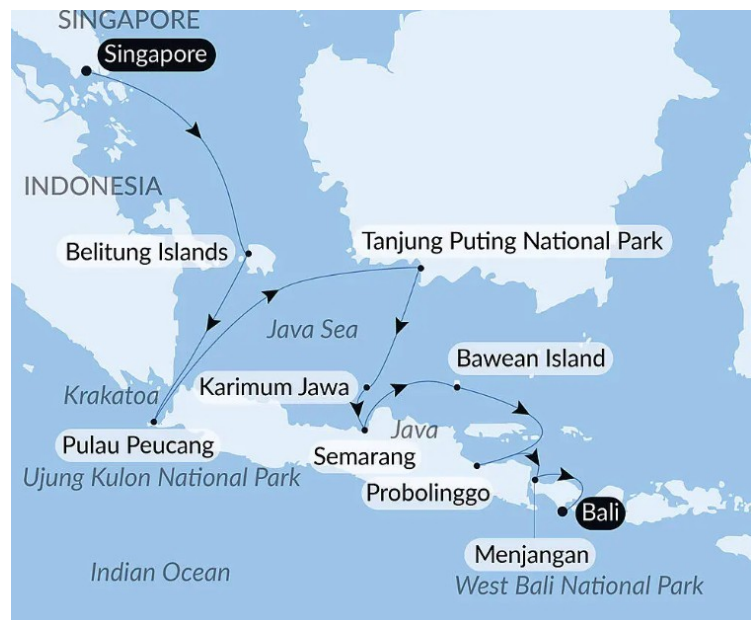 SINGAPORE
Singapore
INDONESIA
Belitung Islands
Tanjung Puting National Park
Java Sea
Bawean Island
Krakatoa
Karimum Jawa
Java
Pulau Peucang
Semarang
Ujung Kulon National Park
Probolinggo
Bali
Menjangan
Indian Ocean
West Bali National Park